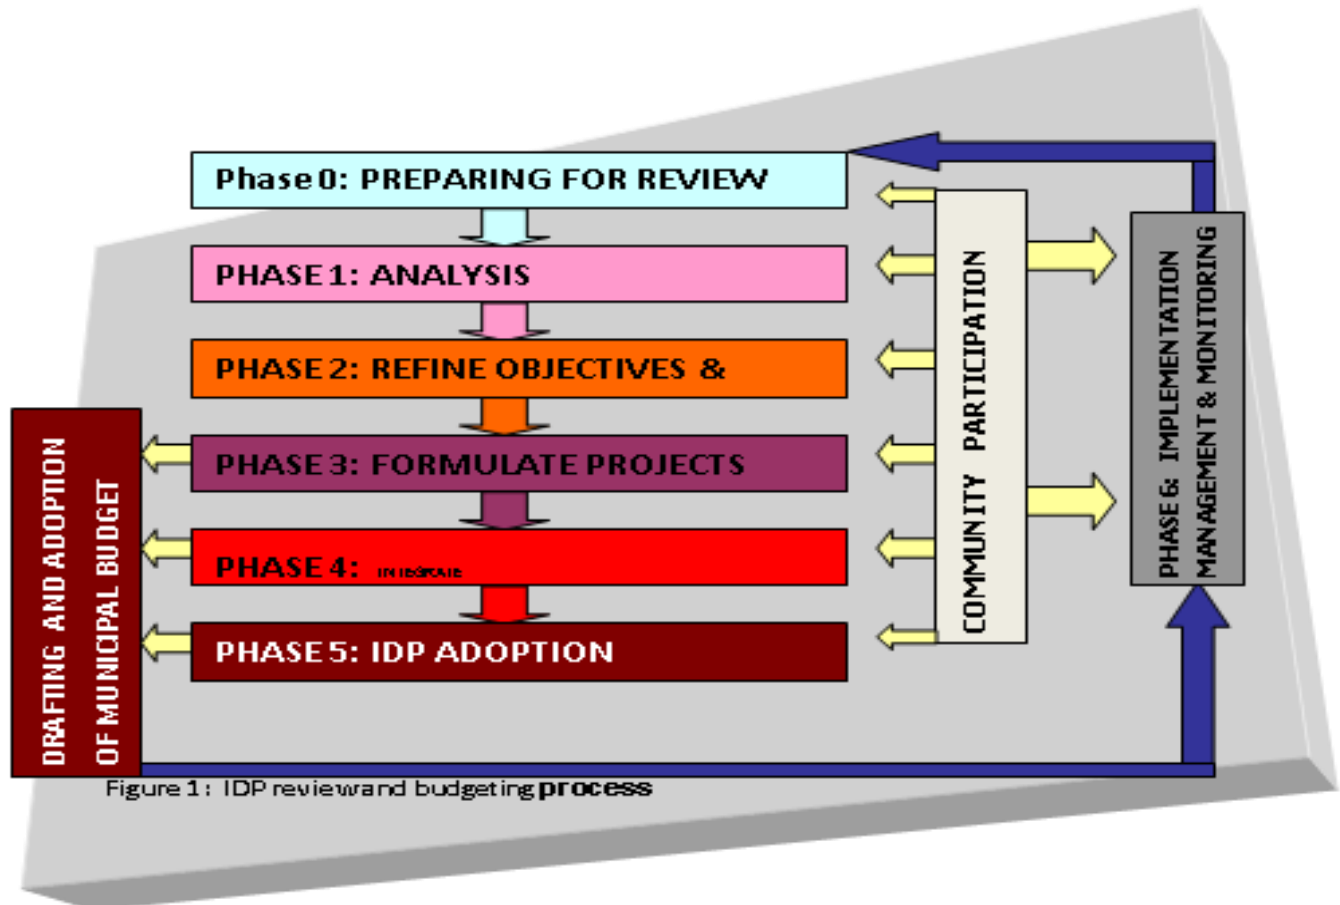 Phase 0: PREPARING FOR REVIEW
PHASE 1: ANALYSIS
PHASE 2: REFINE OBJECTIVES &
PHASE 3: FORMULATE PROJECTS
PHASE 4: INTEGRATE
PHASE 5: IDP ADOPTION
DRAFTING AND ADOPTION
OF MUNICIPAL BUDGET
COMMUNITY PARTICIPATION
PHASE 6: IMPLEMENTATION
MANAGEMENT & MONITORING
Figure 1: IDP review and budgeting process